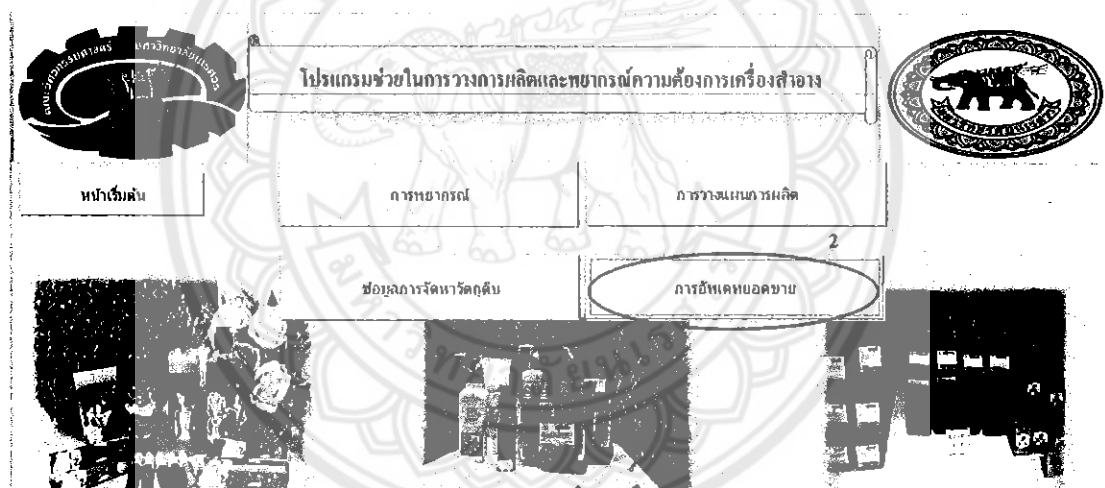 โปรแกรมช่วยในการวางการผลิตและพยากรณ์ความต้องการเครื่องสำอาง
หน้าเริ่มต้น
การพยากรณ์
การวางแผนการผลิต
2
ข้อมูลการจัดหาวัตถุดิบ
การอัพเดทยอดขาย